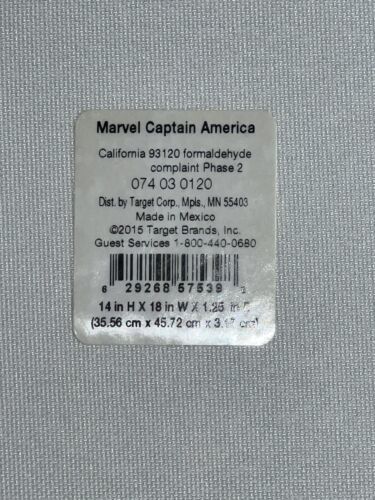 Marvel Captain America
California 93120 formaldehyde
complaint Phase 2
074 03 0120
Dist. by Target Corp., Mpls., MN 55403
Made in Mexico
©2015 Target Brands, Inc.
Guest Services 1-800-440-0680
6 29268 57539 2
14 in H X 18 in W X 1.25 in
(35.56 cm x 45.72 cm x 3.17 cm)